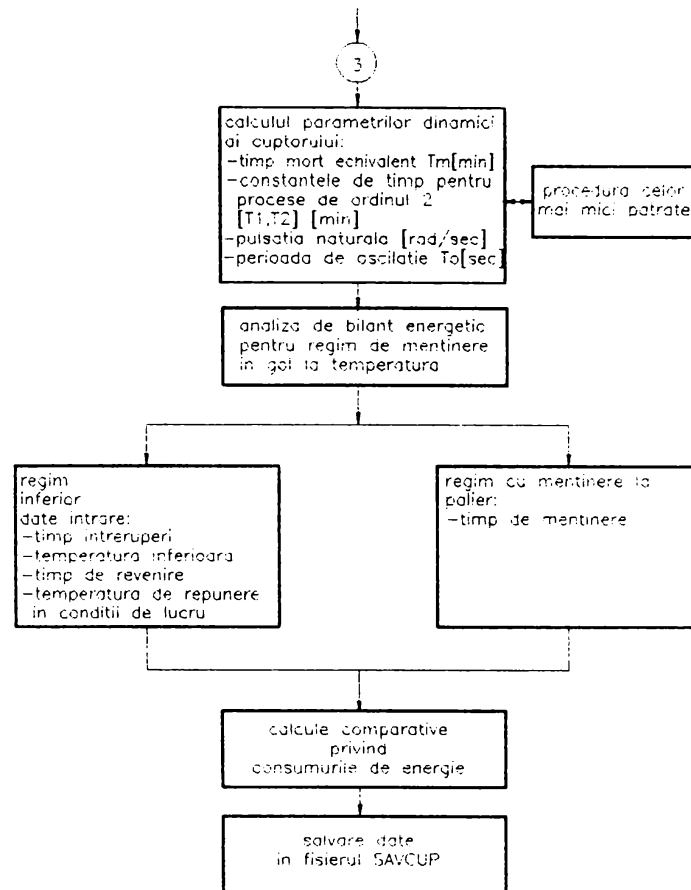 3
calculul parametrilor dinamici
ai cuptorului:
-timp mort echivalent Tm[min]
-constantele de timp pentru
procese de ordinul 2
[T1,T2] [min]
-pulsatia naturala [rad/sec]
-perioada de oscilatie To[sec]
procedura celor
mai mici patrate
analiza de bilant energetic
pentru regim de mentinere
in gol la temperatura
regim
inferior
date intrare:
-timp intreruperi
-temperatura inferioara
-timp de revenire
-temperatura de repunere
in conditii de lucru
regim cu mentinere la
palier:
-timp de mentinere
calcule comparative
privind
consumurile de energie
salvare date
in fisierul SAVCUP